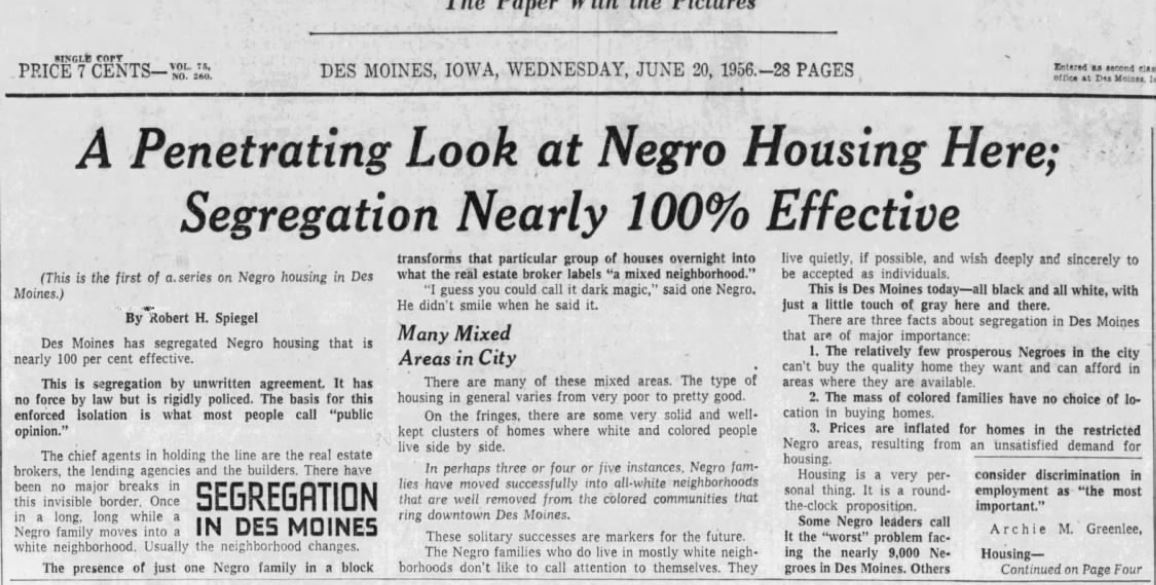 The Paper With the Pictures
SINGLE COPY
PRICE 7 CENTS— VOL. 75, NO. 260.
DES MOINES, IOWA, WEDNESDAY, JUNE 20, 1956.—28 PAGES
Entered as second clas
office at Des Moines, I
A Penetrating Look at Negro Housing Here;
Segregation Nearly 100% Effective
(This is the first of a series on Negro housing in Des
Moines.)
By Robert H. Spiegel
Des Moines has segregated Negro housing that is
nearly 100 per cent effective.
This is segregation by unwritten agreement. It has
no force by law but is rigidly policed. The basis for this
enforced isolation is what most people call "public
opinion."
The chief agents in holding the line are the real estate
brokers, the lending agencies and the builders. There have
been no major breaks in
this invisible border. Once
in a long, long while a
Negro family moves into a
white neighborhood. Usually the neighborhood changes.
The presence of just one Negro family in a block
SEGREGATION
IN DES MOINES
transforms that particular group of houses overnight into
what the real estate broker labels "a mixed neighborhood."
"I guess you could call it dark magic," said one Negro.
He didn't smile when he said it.
Many Mixed
Areas in City
There are many of these mixed areas. The type of
housing in general varies from very poor to pretty good.
On the fringes, there are some very solid and well-
kept clusters of homes where white and colored people
live side by side.
In perhaps three or four or five instances, Negro fam-
lies have moved successfully into all-white neighborhoods
that are well removed from the colored communities that
ring downtown Des Moines.
These solitary successes are markers for the future.
The Negro families who do live in mostly white neigh-
borhoods don't like to call attention to themselves. They
live quietly, if possible, and wish deeply and sincerely to
be accepted as individuals.
This is Des Moines today—all black and all white, with
just a little touch of gray here and there.
There are three facts about segregation in Des Moines
that are of major importance:
1. The relatively few prosperous Negroes in the city
can't buy the quality home they want and can afford in
areas where they are available.
2. The mass of colored families have no choice of lo-
cation in buying homes.
3. Prices are inflated for homes in the restricted
Negro areas, resulting from an unsatisfied demand for
housing.
Housing is a very per-
sonal thing. It is a round-
the-clock proposition.
Some Negro leaders call
It the "worst" problem fac-
ing the nearly 9,000 Ne-
groes in Des Moines. Others
consider discrimination in
employment as "the most
important."
Archie M. Greenlee,
Housing—
Continued on Page Four